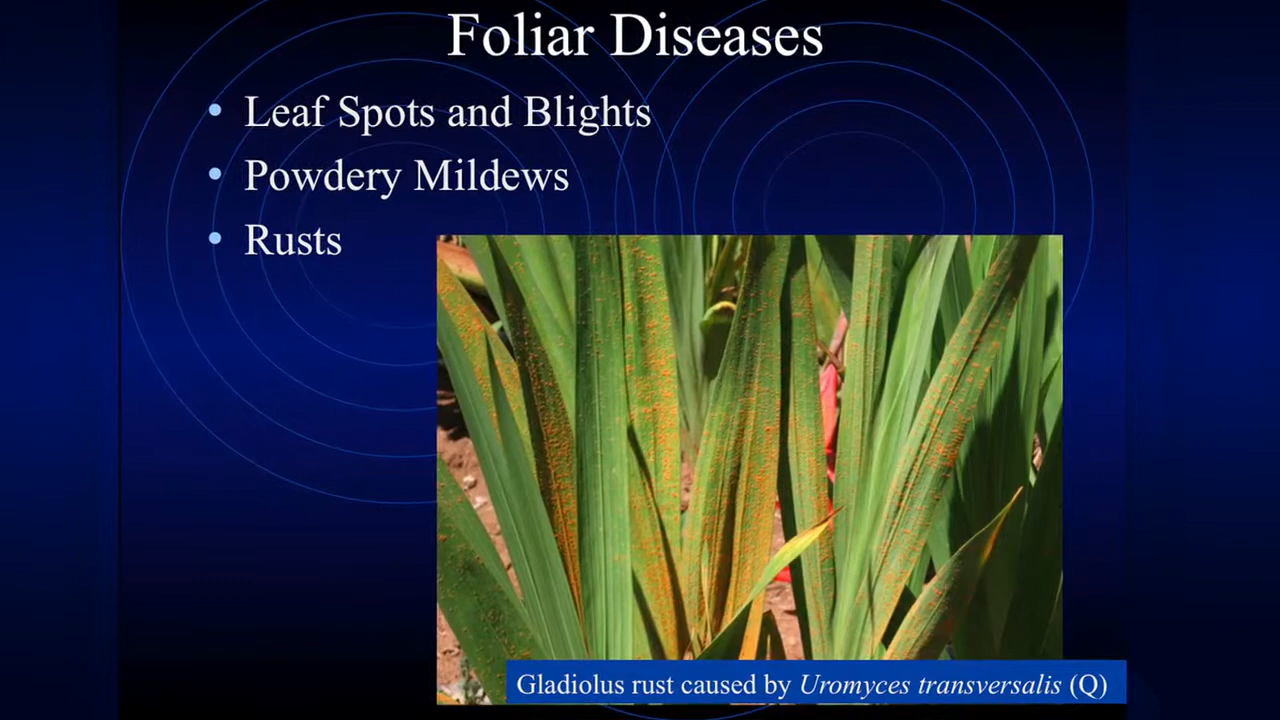 Foliar Diseases
• Leaf Spots and Blights
• Powdery Mildews
• Rusts
Gladiolus rust caused by Uromyces transversalis (Q)